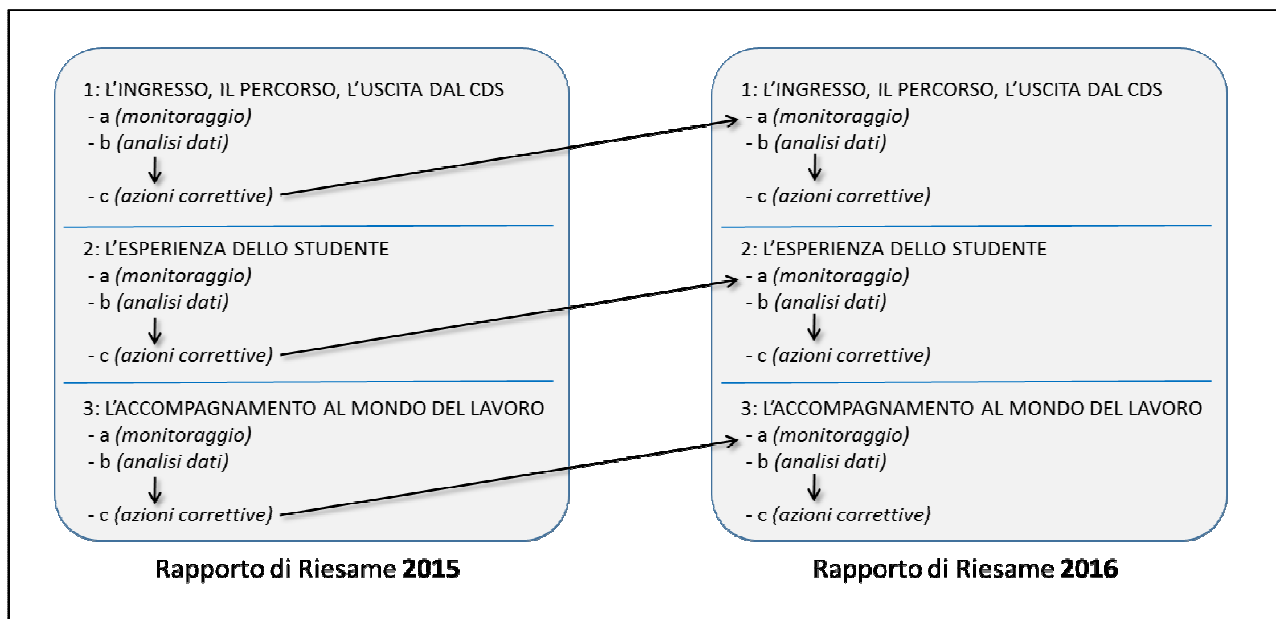 1: L'INGRESSO, IL PERCORSO, L'USCITA DAL CDS
- a (monitoraggio)
- b (analisi dati)
- c (azioni correttive)
2: L'ESPERIENZA DELLO STUDENTE
- a (monitoraggio)
- b (analisi dati)
- c (azioni correttive)
3: L'ACCOMPAGNAMENTO AL MONDO DEL LAVORO
- a (monitoraggio)
- b (analisi dati)
- c (azioni correttive)
Rapporto di Riesame 2015
1: L'INGRESSO, IL PERCORSO, L'USCITA DAL CDS
- a (monitoraggio)
- b (analisi dati)
- c (azioni correttive)
2: L'ESPERIENZA DELLO STUDENTE
- a (monitoraggio)
- b (analisi dati)
- c (azioni correttive)
3: L'ACCOMPAGNAMENTO AL MONDO DEL LAVORO
- a (monitoraggio)
- b (analisi dati)
- c (azioni correttive)
Rapporto di Riesame 2016